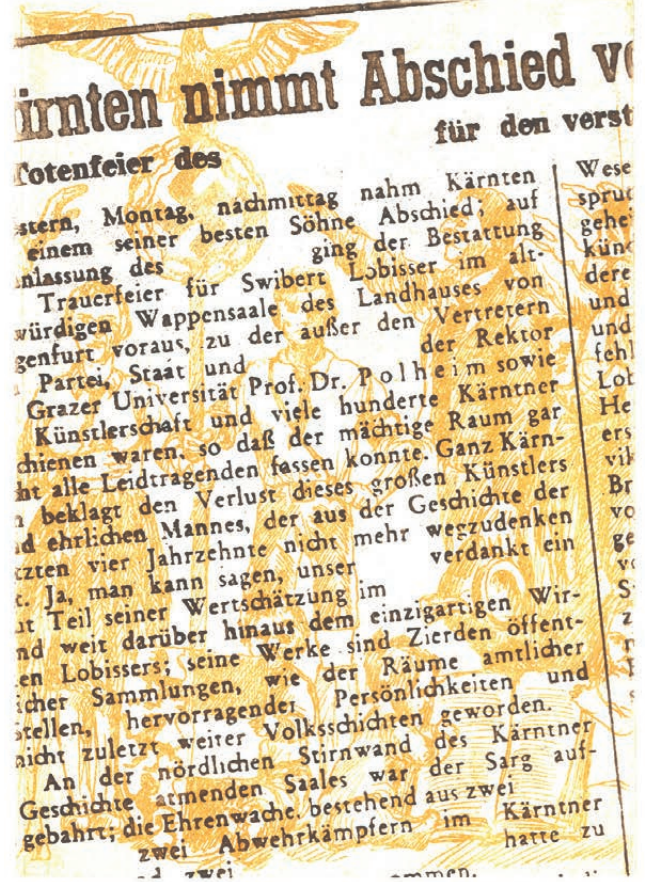 ärnten nimmt Abschied v
Totenfeier des für den verst
stern, Montag, nachmittag nahm Kärnten
einem seiner besten Söhne Abschied; auf
nlassung des ging der Bestattung
Trauerfeier für Swibert Lobisser im alt-
würdigen Wappensaale des Landhauses von
genfurt voraus, zu der außer den Vertretern
Partei, Staat und der Rektor
Grazer Universität Prof. Dr. Polheim sowie
Künstlerschaft und viele hunderte Kärntner
chienen waren. so daß der mächtige Raum gar
ht alle Leidtragenden fassen konnte. Ganz Kärn-
n beklagt den Verlust dieses großen Künstlers
d ehrlichen Mannes, der aus der Geschichte der
tzten vier Jahrzehnte nicht mehr wegzudenken
t. Ja, man kann sagen, unser verdankt ein
ut Teil seiner Wertschätzung im
nd weit darüber hinaus dem einzigartigen Wir-
en Lobissers; seine Werke sind Zierden öffent-
icher Sammlungen, wie der Räume amtlicher
Stellen, hervorragender Persönlichkeiten und
nicht zuletzt weiter Volksschichten geworden.
An der nördlichen Stirnwand des Kärntner
Geschichte atmenden Saales war der Sarg auf-
gebahrt; die Ehrenwache, bestehend aus zwei
zwei Abwehrkämpfern im Kärntner
d zwei hatte zu
ommen.
Wese
spruc
gehei
kün
dere
und
und
fehl
Lob
He
ers
vik
Br
vo
ge
v
S
z